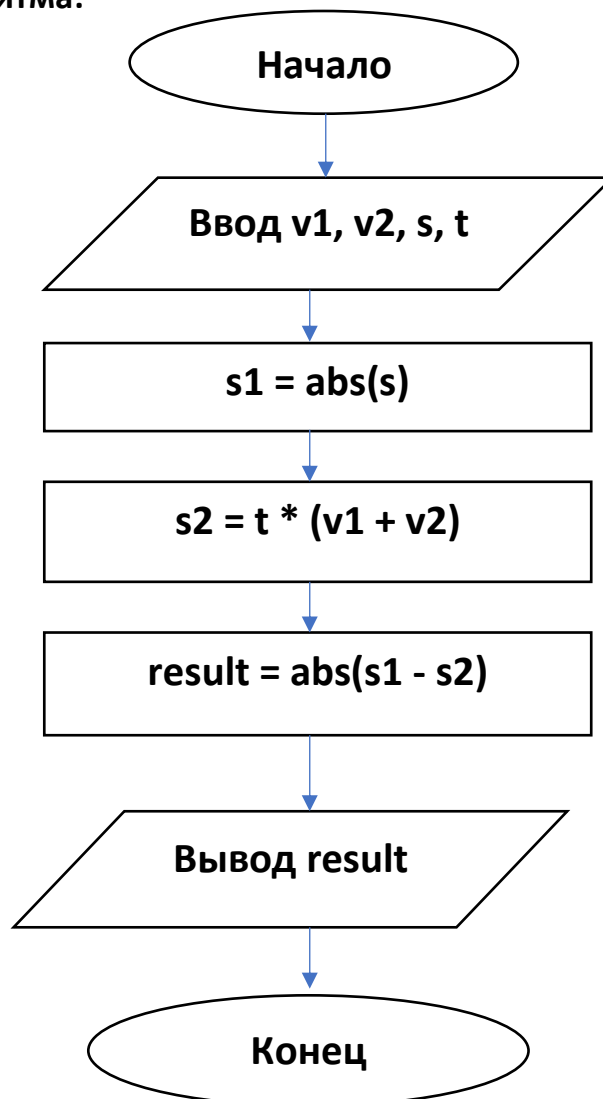 Начало
Ввод v1, v2, s, t
s1 = abs(s)
s2 = t * (v1 + v2)
result = abs(s1 - s2)
Вывод result
Конец